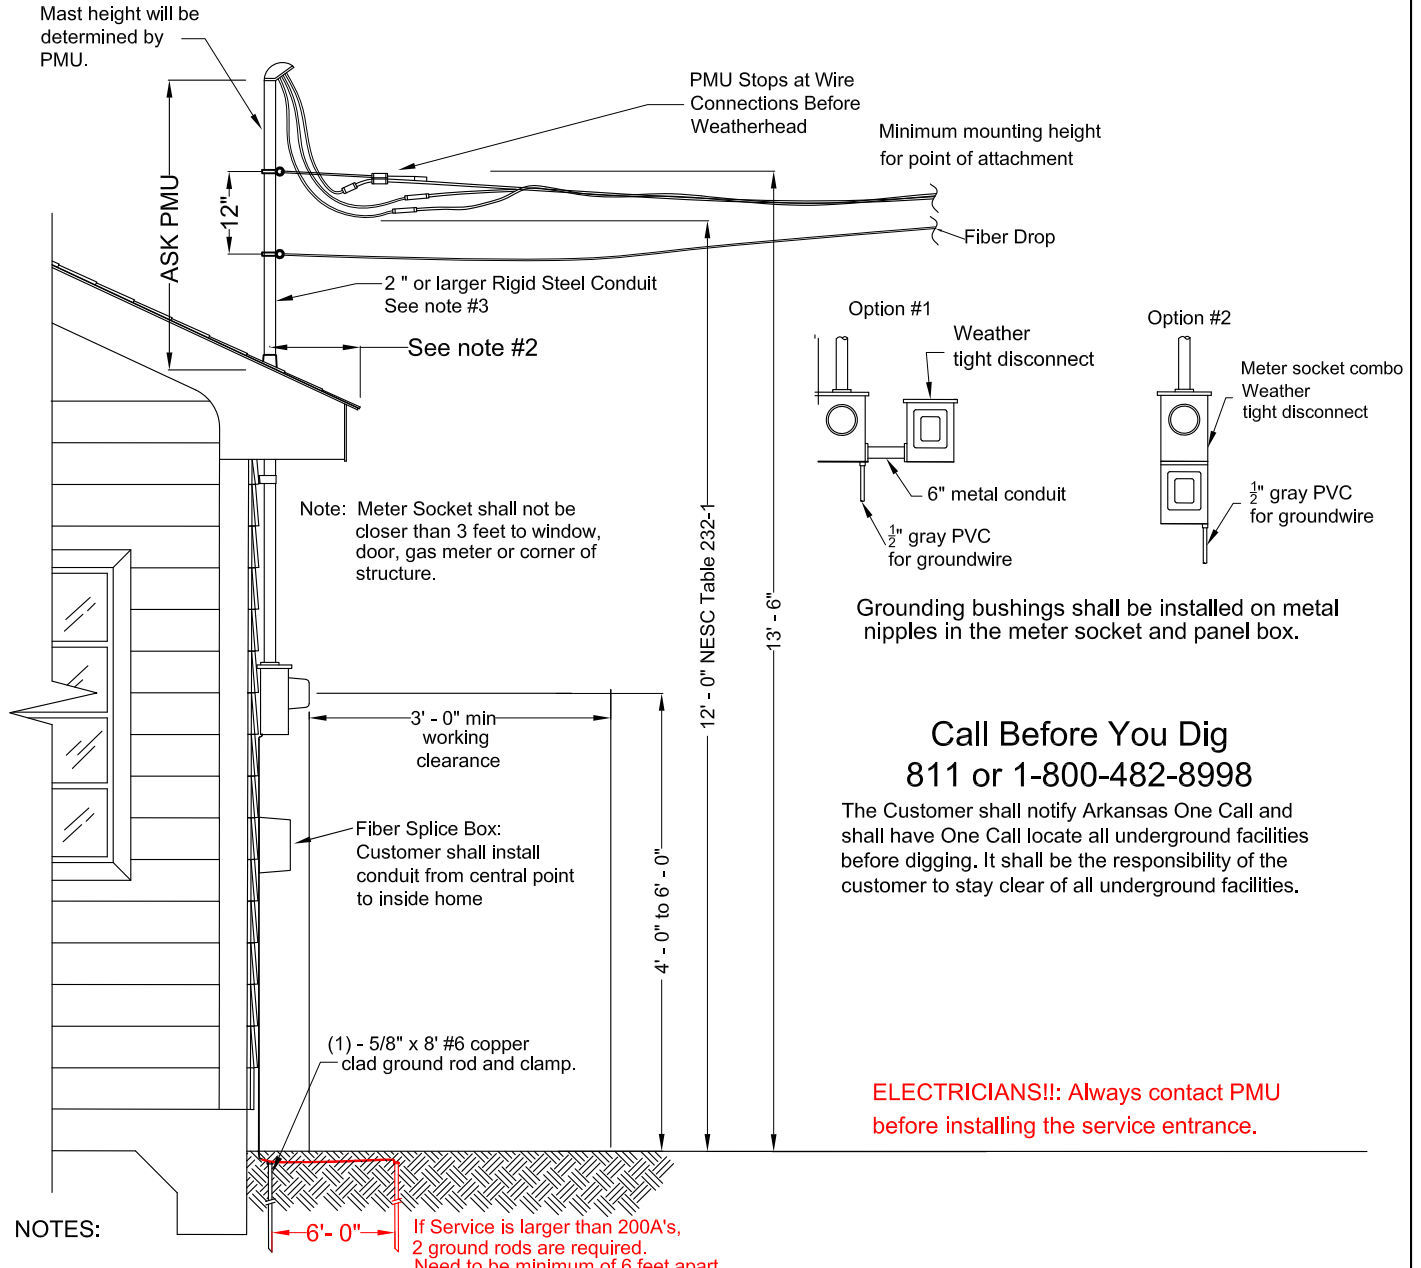 Mast height will be
determined by
PMU.
PMU Stops at Wire
Connections Before
Weatherhead
Minimum mounting height
for point of attachment
ASK PMU
12"
Fiber Drop
2 " or larger Rigid Steel Conduit
See note #3
See note #2
Option #1
Weather
tight disconnect
6" metal conduit
1/2" gray PVC
for groundwire
Option #2
Meter socket combo
Weather
tight disconnect
1/2" gray PVC
for groundwire
Note: Meter Socket shall not be
closer than 3 feet to window,
door, gas meter or corner of
structure.
12' - 0" NESC Table 232-1
13' - 6"
Grounding bushings shall be installed on metal
nipples in the meter socket and panel box.
3' - 0" min
working
clearance
Call Before You Dig
811 or 1-800-482-8998
The Customer shall notify Arkansas One Call and
shall have One Call locate all underground facilities
before digging. It shall be the responsibility of the
customer to stay clear of all underground facilities.
Fiber Splice Box:
Customer shall install
conduit from central point
to inside home
4' - 0" to 6' - 0"
(1) - 5/8" x 8' #6 copper
clad ground rod and clamp.
ELECTRICIANS!!: Always contact PMU
before installing the service entrance.
NOTES:
6'- 0"
If Service is larger than 200A's,
2 ground rods are required.
Need to be minimum of 6 feet apart